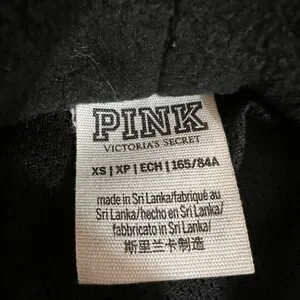 PINK
VICTORIA'S SECRET
XS | XP | ECH | 165/84A
made in Sri Lanka/fabriqué au
Sri Lanka/hecho en Sri Lanka/
fabbricato in Sri Lanka/
斯里兰卡制造